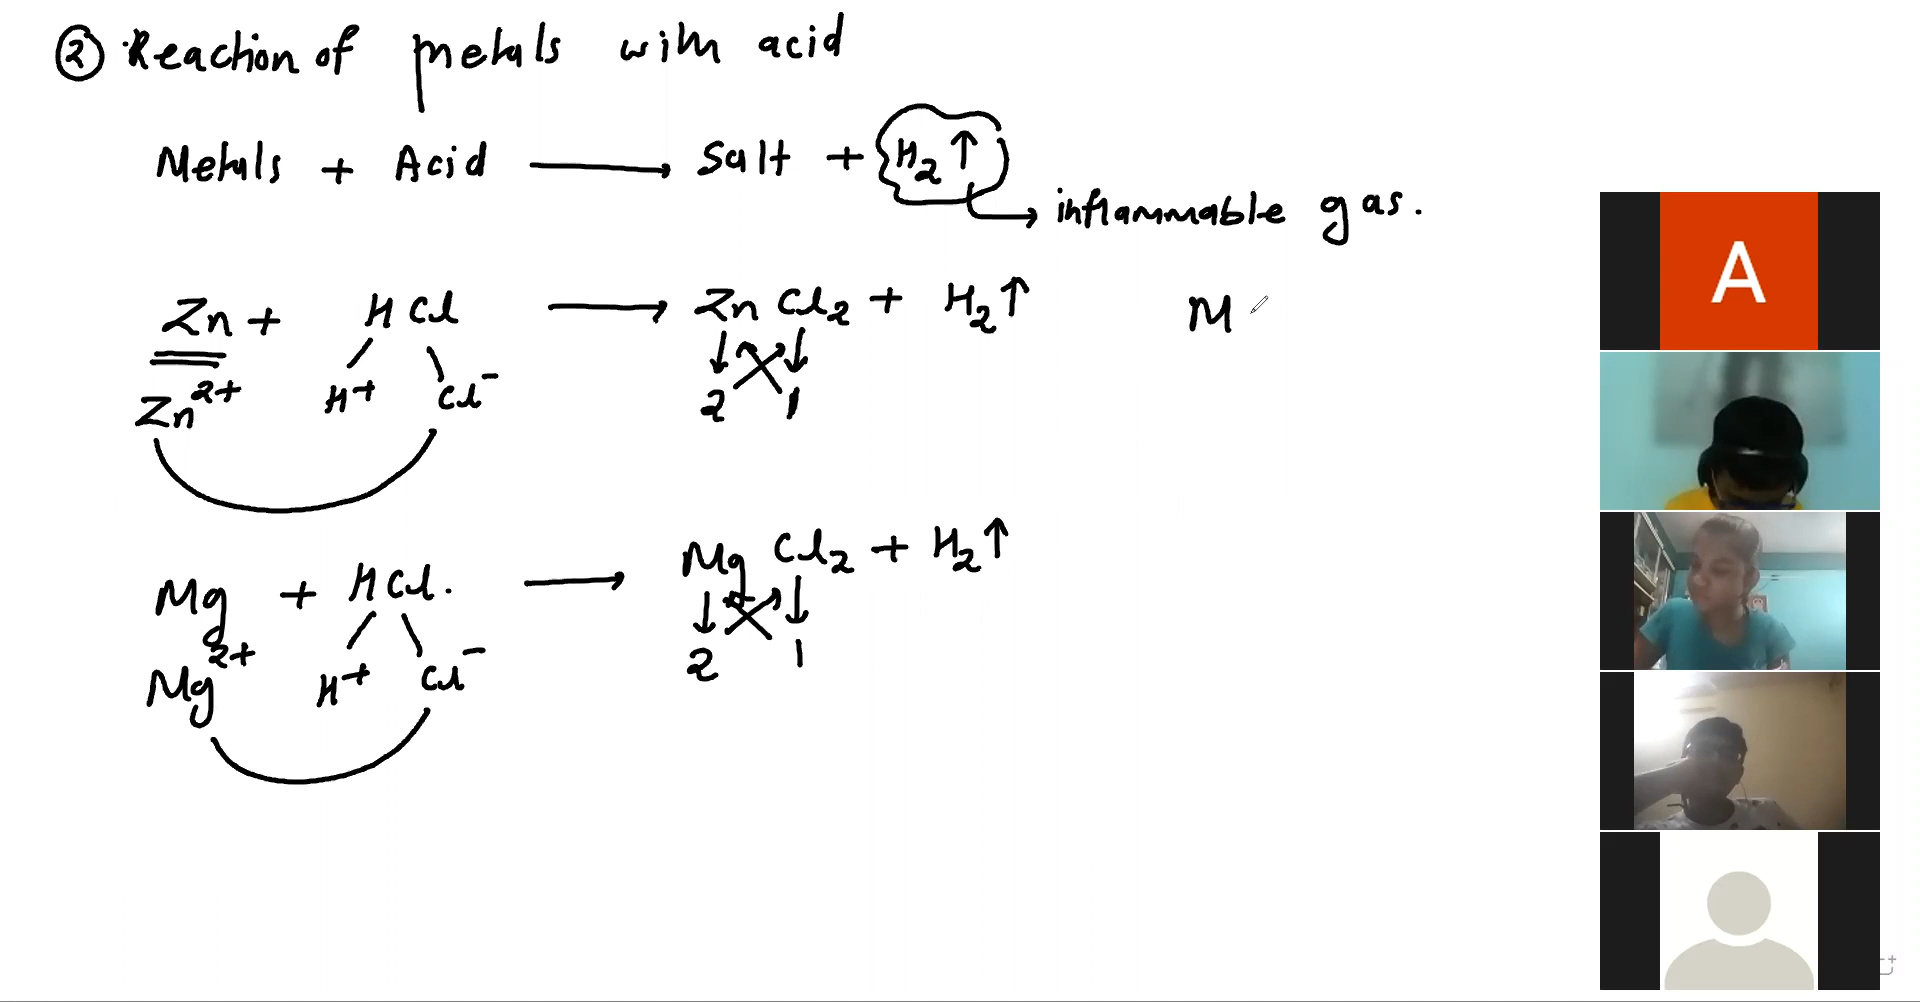 ② Reaction of metals with acid
Metals + Acid ⟶ Salt + H₂↑
→ inflammable gas.
Zn + HCl ⟶ ZnCl₂ + H₂↑ M
Zn²⁺ H⁺ Cl⁻ 2 1
Mg + HCl. ⟶ MgCl₂ + H₂↑
Mg²⁺ H⁺ Cl⁻ 2 1
A